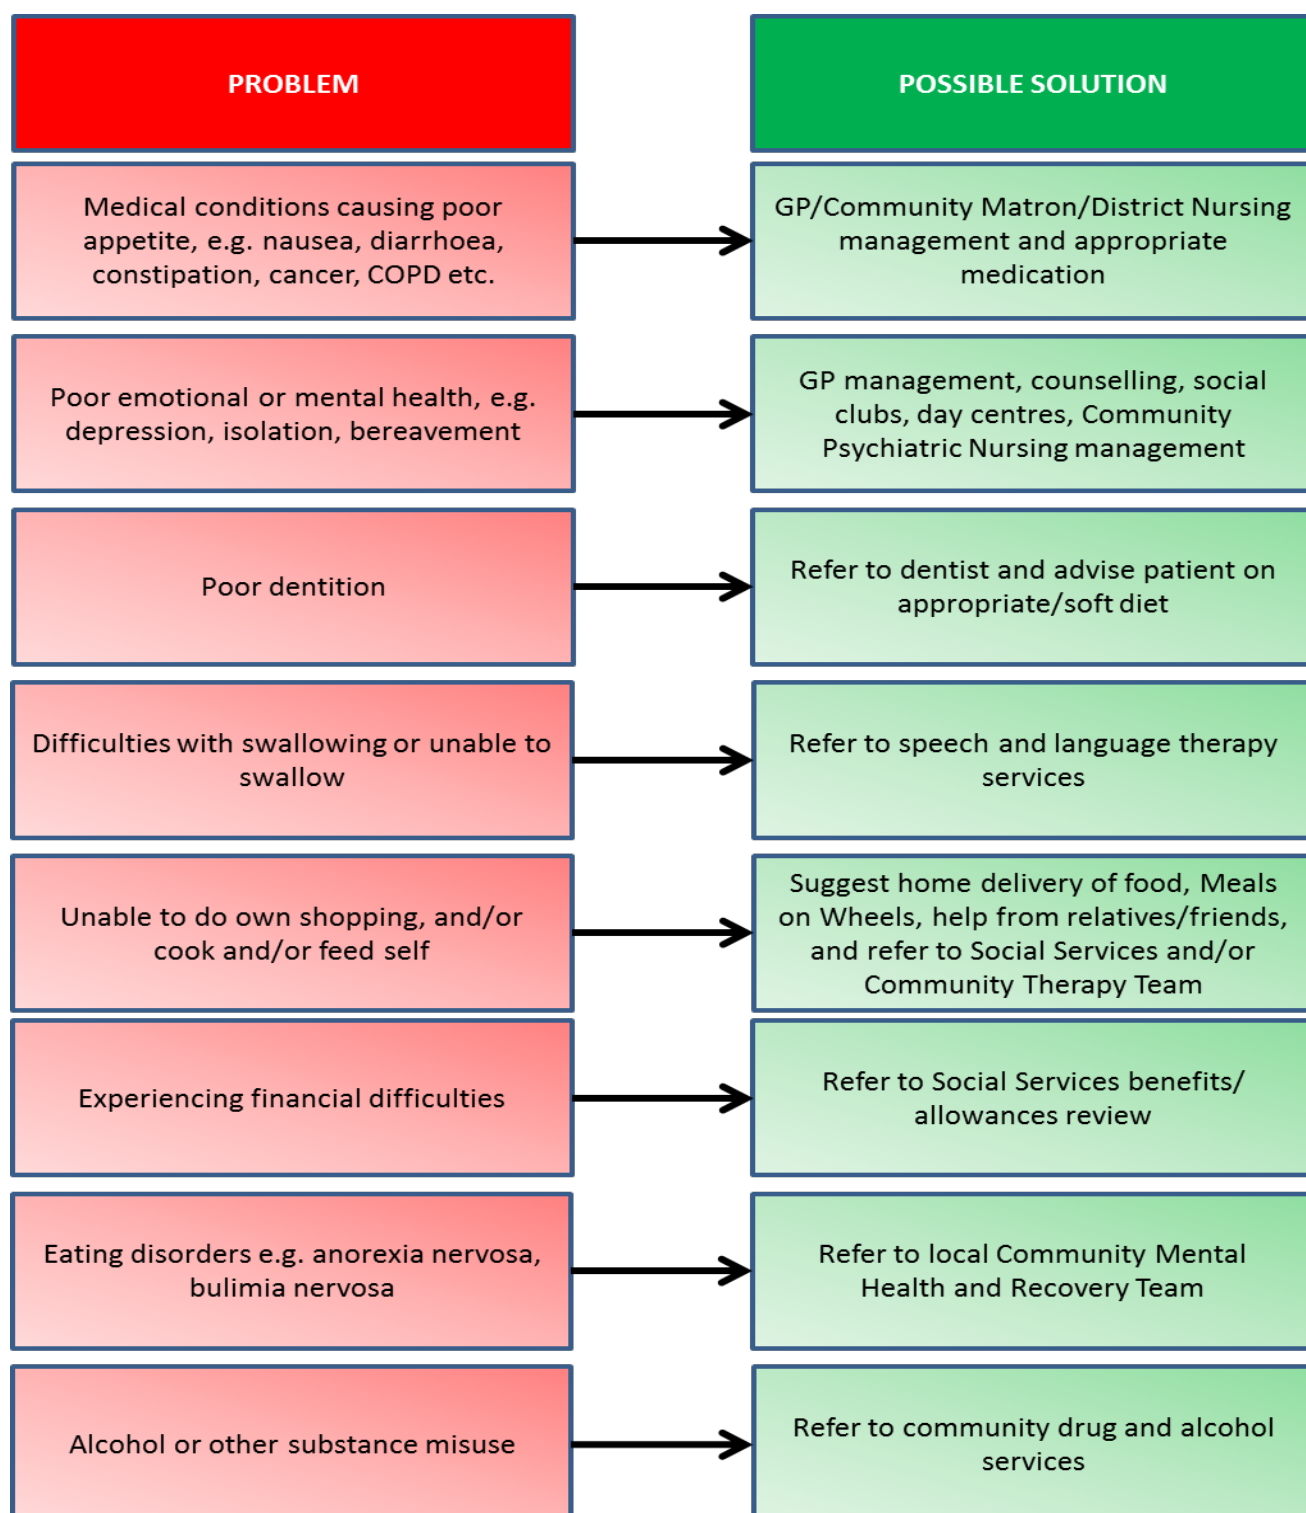 PROBLEM
POSSIBLE SOLUTION
Medical conditions causing poor
appetite, e.g. nausea, diarrhoea,
constipation, cancer, COPD etc.
GP/Community Matron/District Nursing
management and appropriate
medication
Poor emotional or mental health, e.g.
depression, isolation, bereavement
GP management, counselling, social
clubs, day centres, Community
Psychiatric Nursing management
Poor dentition
Refer to dentist and advise patient on
appropriate/soft diet
Difficulties with swallowing or unable to
swallow
Refer to speech and language therapy
services
Unable to do own shopping, and/or
cook and/or feed self
Suggest home delivery of food, Meals
on Wheels, help from relatives/friends,
and refer to Social Services and/or
Community Therapy Team
Experiencing financial difficulties
Refer to Social Services benefits/
allowances review
Eating disorders e.g. anorexia nervosa,
bulimia nervosa
Refer to local Community Mental
Health and Recovery Team
Alcohol or other substance misuse
Refer to community drug and alcohol
services